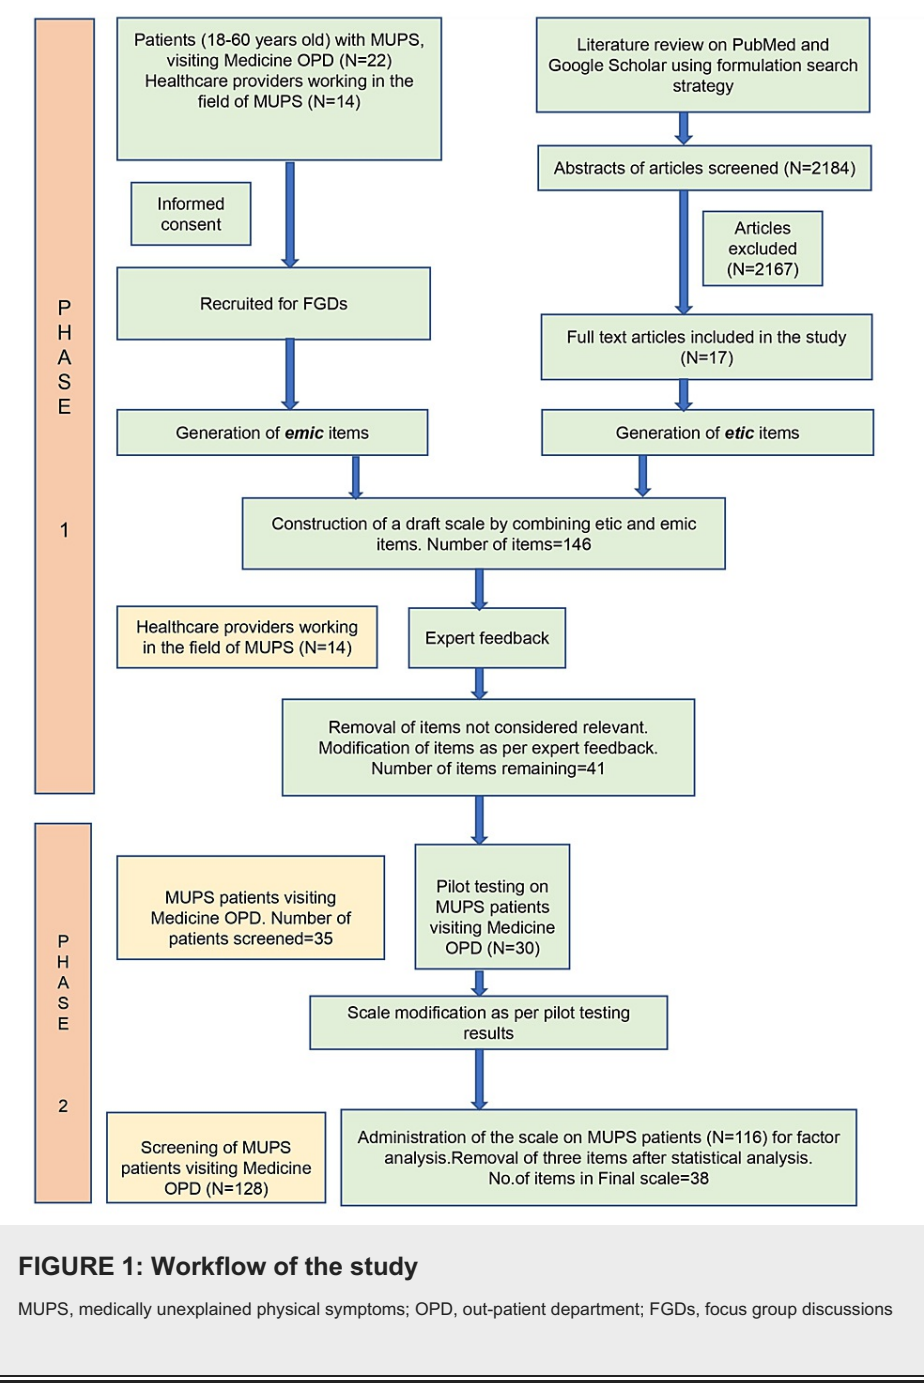 PHASE 1
Patients (18-60 years old) with MUPS,
visiting Medicine OPD (N=22)
Healthcare providers working in the
field of MUPS (N=14)
Informed
consent
Recruited for FGDs
Generation of emic items
Literature review on PubMed and
Google Scholar using formulation search
strategy
Abstracts of articles screened (N=2184)
Articles
excluded
(N=2167)
Full text articles included in the study
(N=17)
Generation of etic items
Construction of a draft scale by combining etic and emic
items. Number of items=146
Healthcare providers working
in the field of MUPS (N=14)
Expert feedback
Removal of items not considered relevant.
Modification of items as per expert feedback.
Number of items remaining=41
PHASE 2
MUPS patients visiting
Medicine OPD. Number of
patients screened=35
Pilot testing on
MUPS patients
visiting Medicine
OPD (N=30)
Scale modification as per pilot testing
results
Screening of MUPS
patients visiting Medicine
OPD (N=128)
Administration of the scale on MUPS patients (N=116) for factor
analysis.Removal of three items after statistical analysis.
No.of items in Final scale=38
FIGURE 1: Workflow of the study
MUPS, medically unexplained physical symptoms; OPD, out-patient department; FGDs, focus group discussions